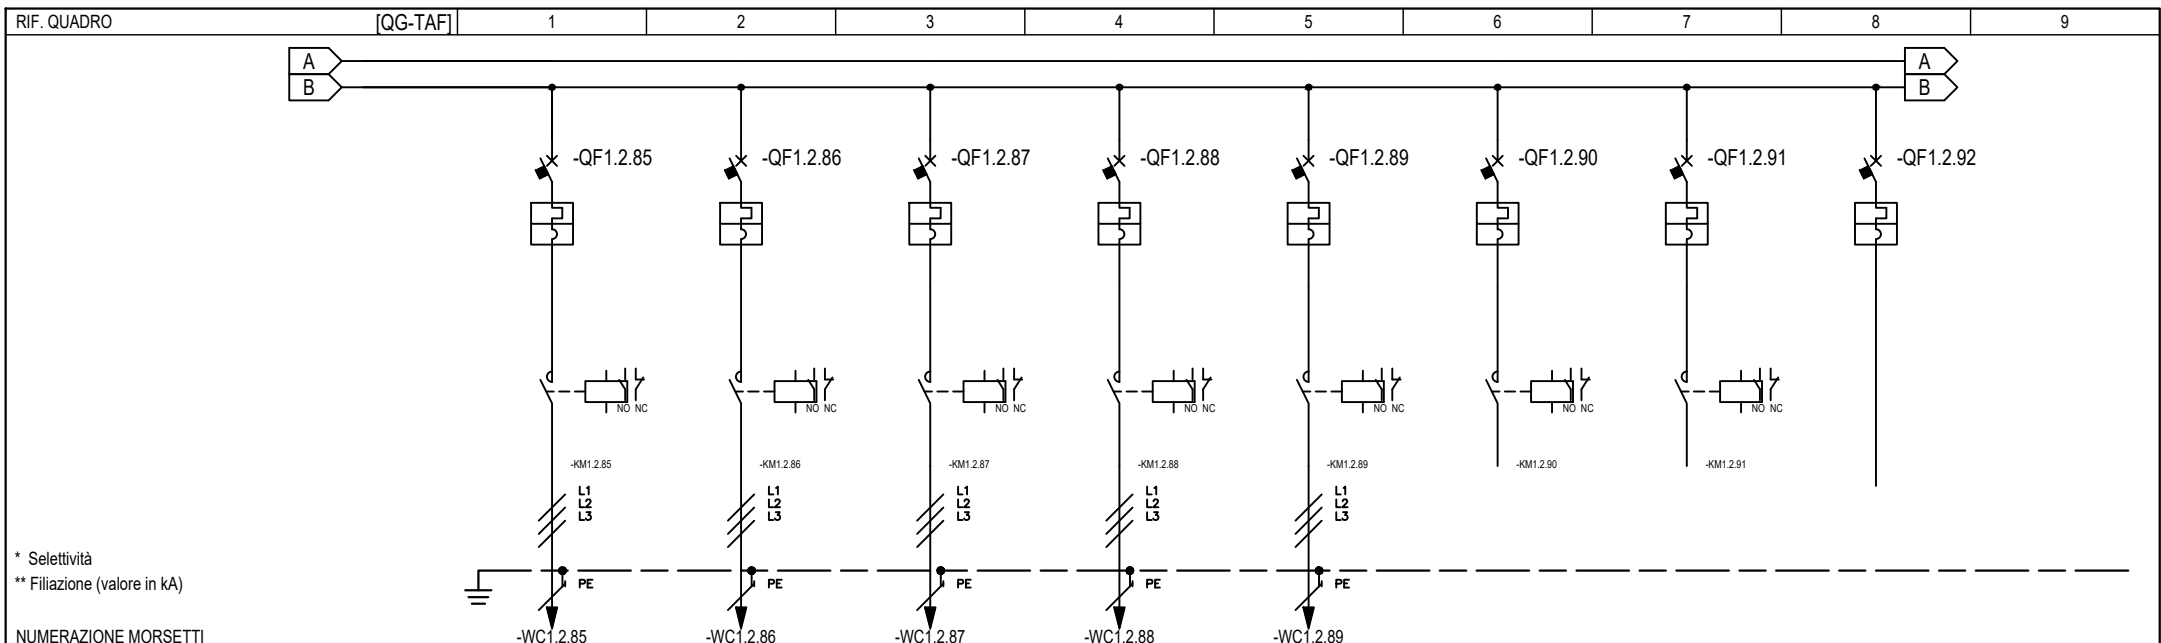 RIF. QUADRO [QG-TAF] 1 2 3 4 5 6 7 8 9
A A
B B
-QF1.2.85 -QF1.2.86 -QF1.2.87 -QF1.2.88 -QF1.2.89 -QF1.2.90 -QF1.2.91 -QF1.2.92
NO NC NO NC NO NC NO NC NO NC NO NC NO NC
-KM1.2.85 -KM1.2.86 -KM1.2.87 -KM1.2.88 -KM1.2.89 -KM1.2.90 -KM1.2.91
L1 L1 L1 L1 L1
L2 L2 L2 L2 L2
L3 L3 L3 L3 L3
* Selettività
** Filiazione (valore in kA) PE PE PE PE PE
NUMERAZIONE MORSETTI -WC1.2.85 -WC1.2.86 -WC1.2.87 -WC1.2.88 -WC1.2.89